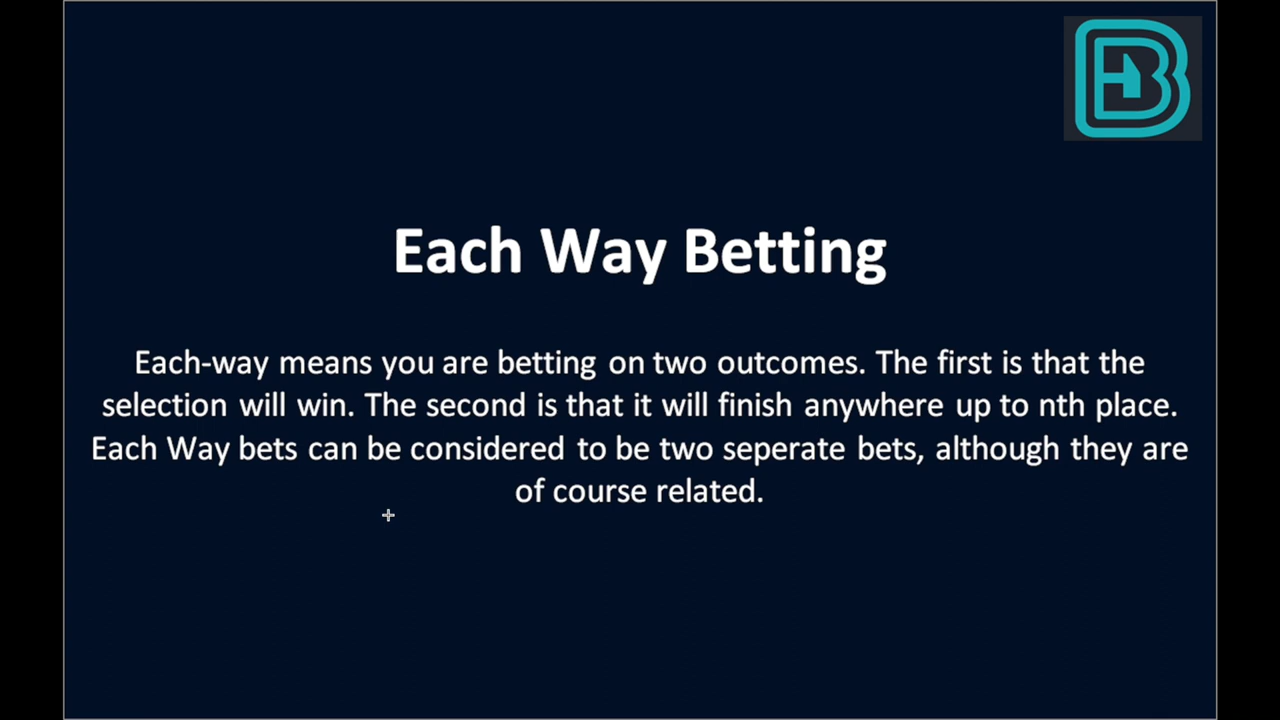 Each Way Betting
Each-way means you are betting on two outcomes. The first is that the
selection will win. The second is that it will finish anywhere up to nth place.
Each Way bets can be considered to be two seperate bets, although they are
of course related.